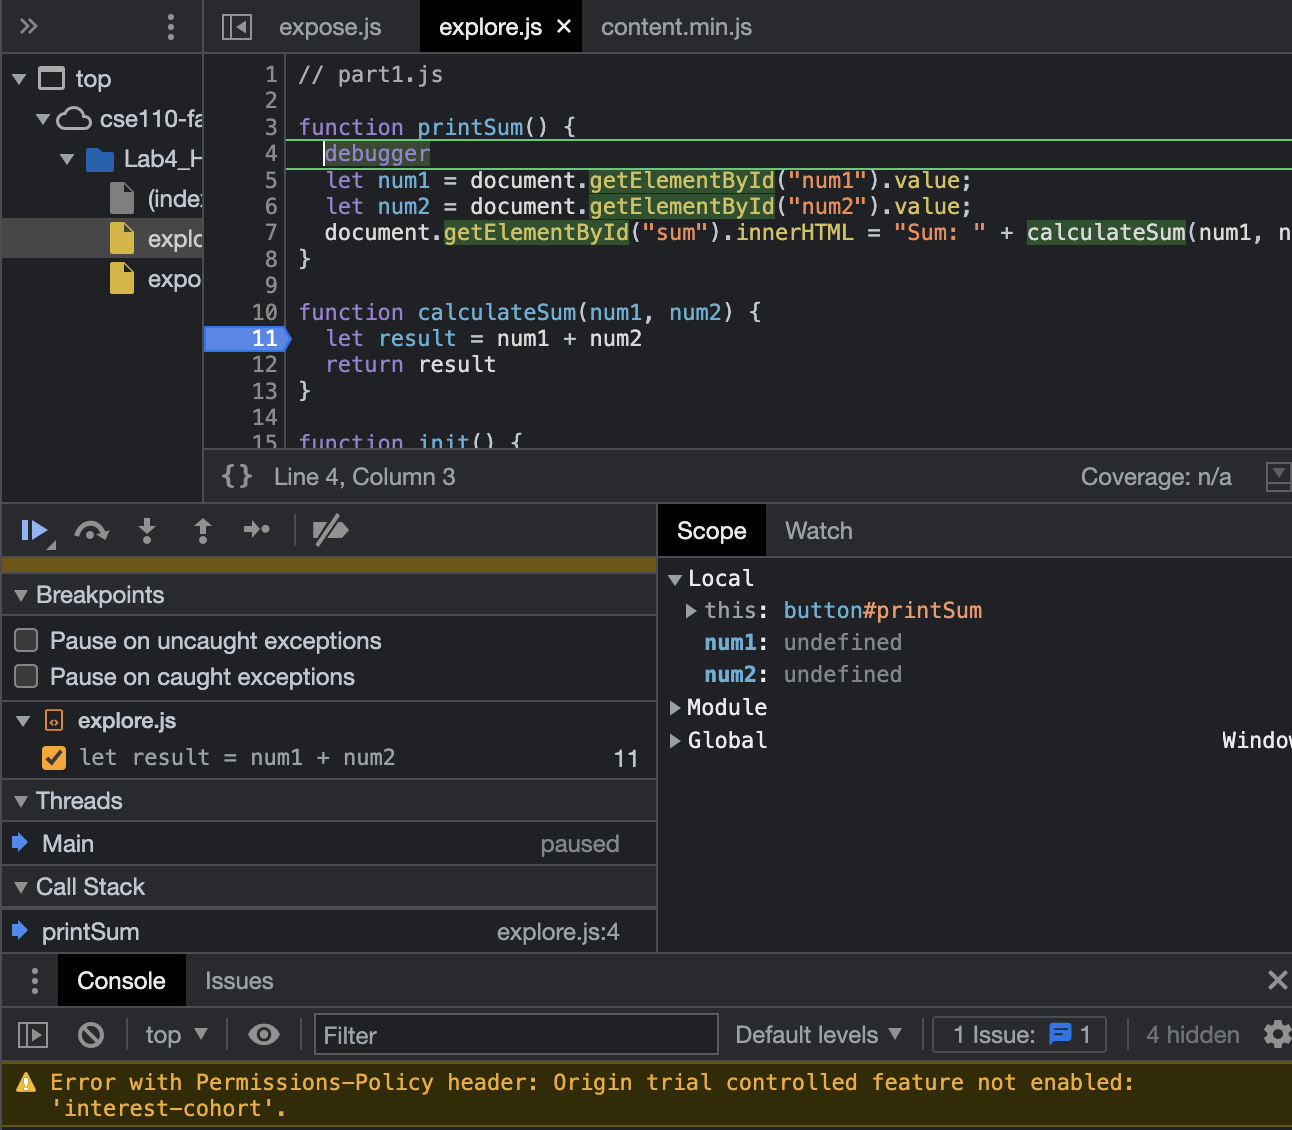 expose.js
explore.js ×
content.min.js
top
cse110-fa
Lab4_H
(inde
explo
expo
1 // part1.js
2
3 function printSum() {
4 debugger
5 let num1 = document.getElementById("num1").value;
6 let num2 = document.getElementById("num2").value;
7 document.getElementById("sum").innerHTML = "Sum: " + calculateSum(num1, n
8 }
9
10 function calculateSum(num1, num2) {
11 let result = num1 + num2
12 return result
13 }
14
15 function init() {
{} Line 4, Column 3
Coverage: n/a
Breakpoints
Pause on uncaught exceptions
Pause on caught exceptions
explore.js
let result = num1 + num2 11
Threads
Main paused
Call Stack
printSum explore.js:4
Scope Watch
Local
this: button#printSum
num1: undefined
num2: undefined
Module
Global Window
Console Issues
top Filter Default levels 1 Issue: 1 4 hidden
Error with Permissions-Policy header: Origin trial controlled feature not enabled:
'interest-cohort'.